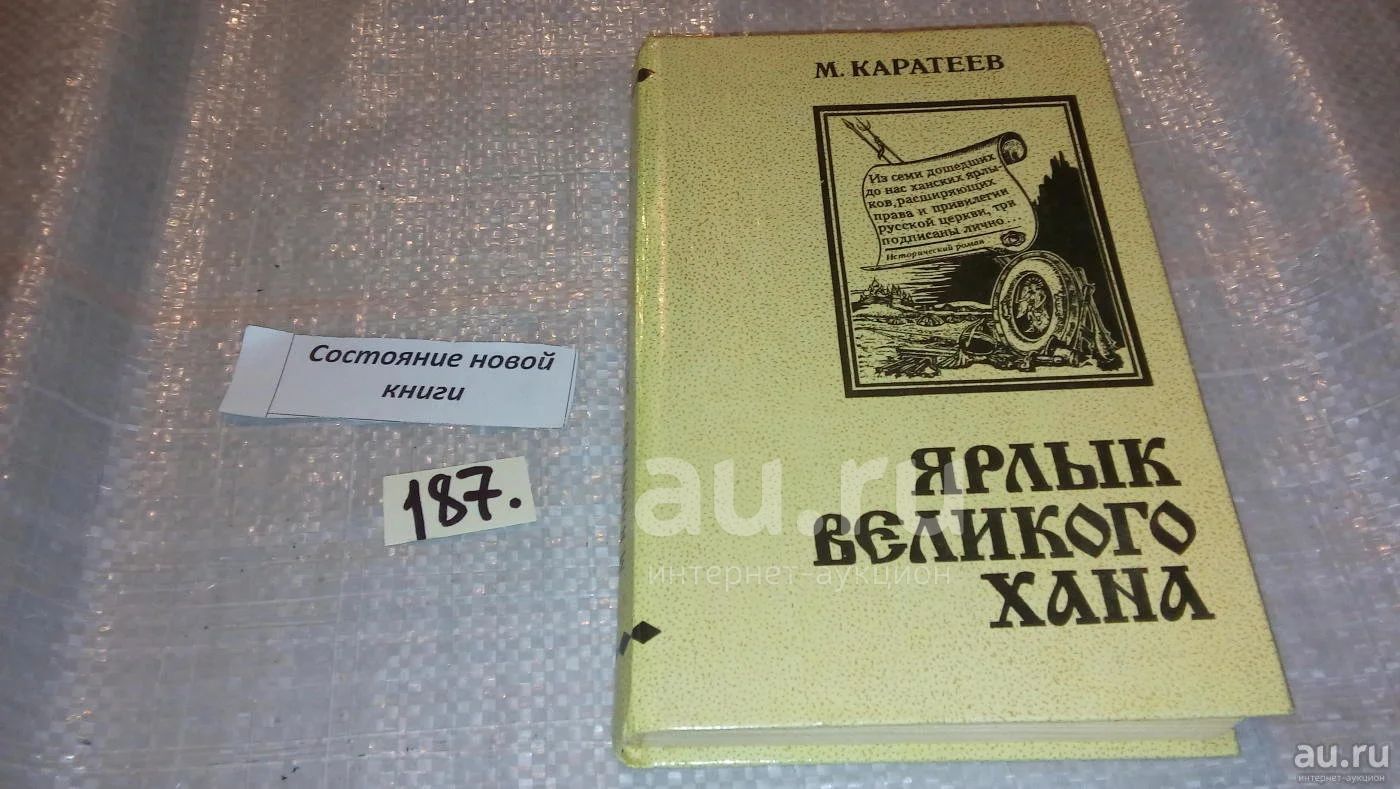 М. КАРАТЕЕВ
Из семи дошедших
до нас ханских ярлы-
ков, расширяющих
права и привилегии
русской церкви, три
подписаны лично...
Исторический роман
ЯРЛЫК
ВЕЛИКОГО
ХАНА
Состояние новой
книги
187.
au.ru
интернет-аукцион
au.ru
интернет-аукцион